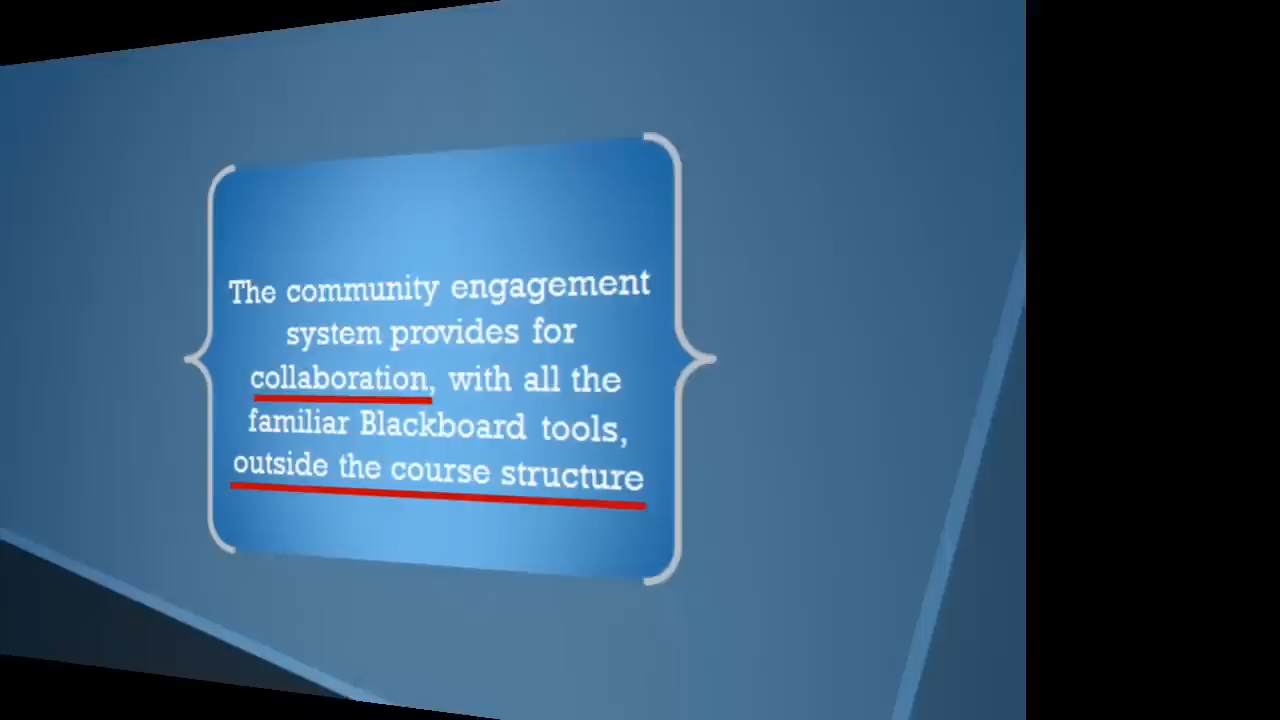 The community engagement
system provides for
collaboration, with all the
familiar Blackboard tools,
outside the course structure